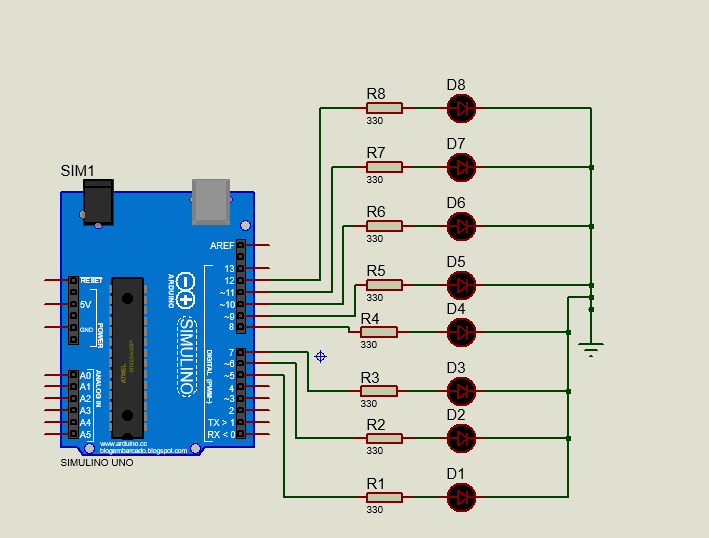 SIM1
RESET
5V
GND
POWER
A0
A1
A2
A3
A4
A5
ANALOG IN
ATMEL
ARDUINO
SIMULINO
AREF
13
12
~11
~10
~9
8
7
~6
~5
4
~3
2
TX > 1
RX < 0
DIGITAL (PWM~)
www.arduino.cc
blogembarcado.blogspot.com
SIMULINO UNO
R8
330
D8
R7
330
D7
R6
330
D6
R5
330
D5
R4
330
D4
R3
330
D3
R2
330
D2
R1
330
D1